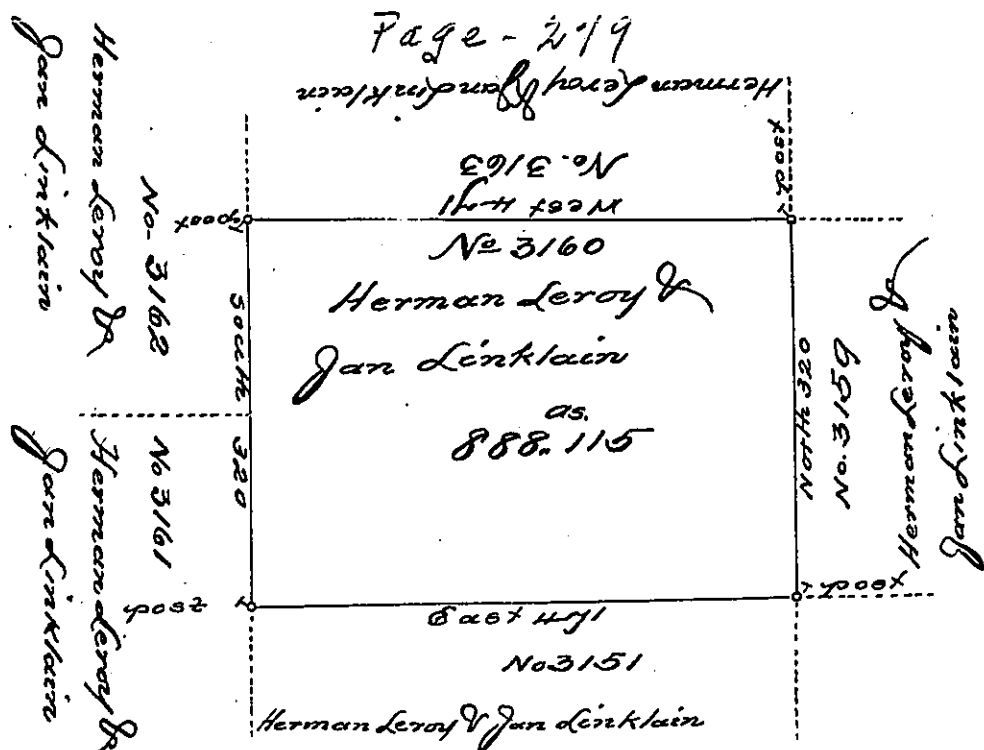 Page - 219
Herman Leroy & Jan Linklain
No. 3163
West 471
post
post
Herman Leroy &
Jan Linklain
No. 3162
South 320
No 3160
Herman Leroy &
Jan Linklain
as.
888. 115
North 320
No. 3159
Herman Leroy &
Jan Linklain
No 3161
Herman Leroy &
Jan Linklain
post
post
East 471
No 3151
Herman Leroy & Jan Linklain